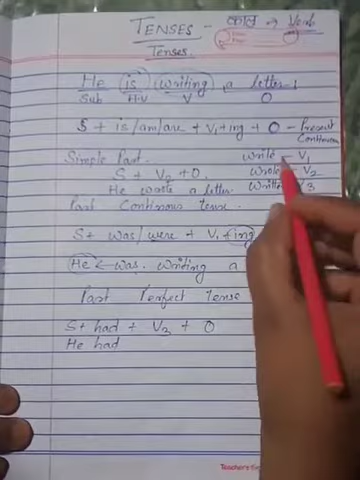 TENSES - काल => Verb
Tenses.
He is writing a letter.
Sub H.V V O
S + is/am/are + V1 + ing + O - Present Continuous
Simple Past. write - V1
S + V2 + O. Wrote - V2
He wrote a letter Written V3
Past Continuous tense.
S+ was/were + V1 + ing
He was writing a
Past Perfect tense
S+ had + V3 + O
He had